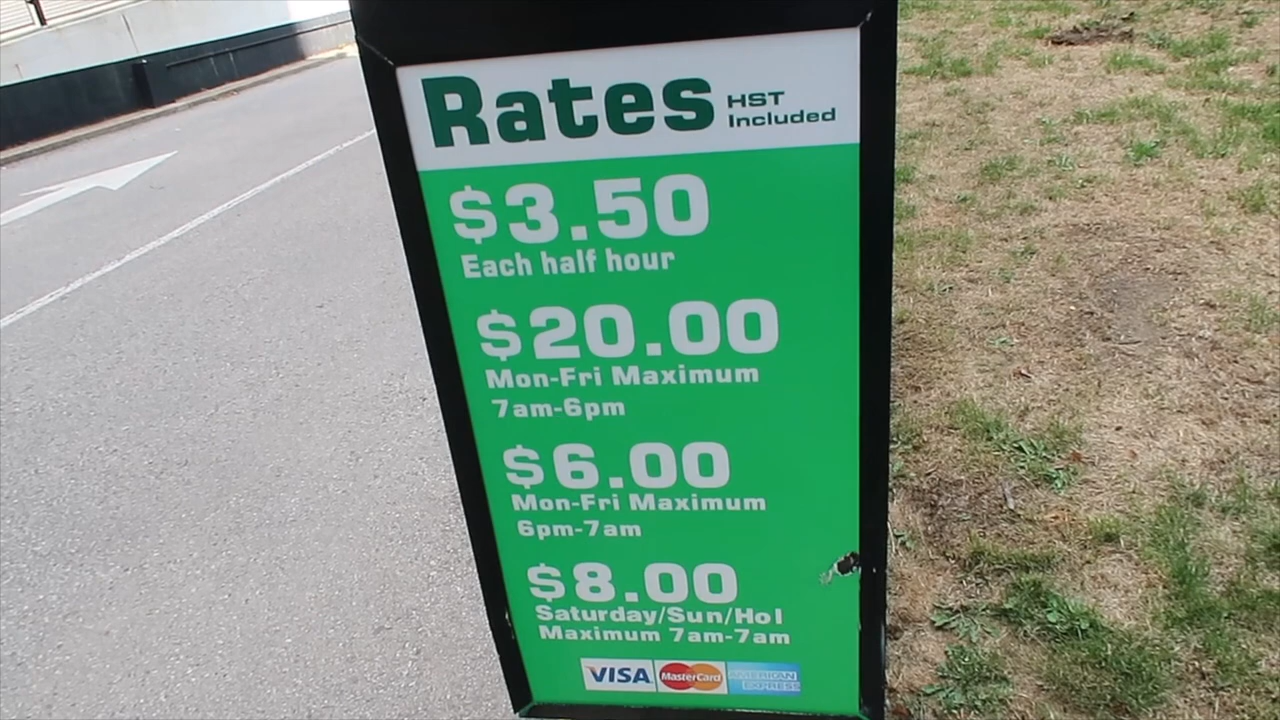 Rates HST
Included
$3.50
Each half hour
$20.00
Mon-Fri Maximum
7am-6pm
$6.00
Mon-Fri Maximum
6pm-7am
$8.00
Saturday/Sun/Hol
Maximum 7am-7am
VISA MasterCard AMERICAN
EXPRESS